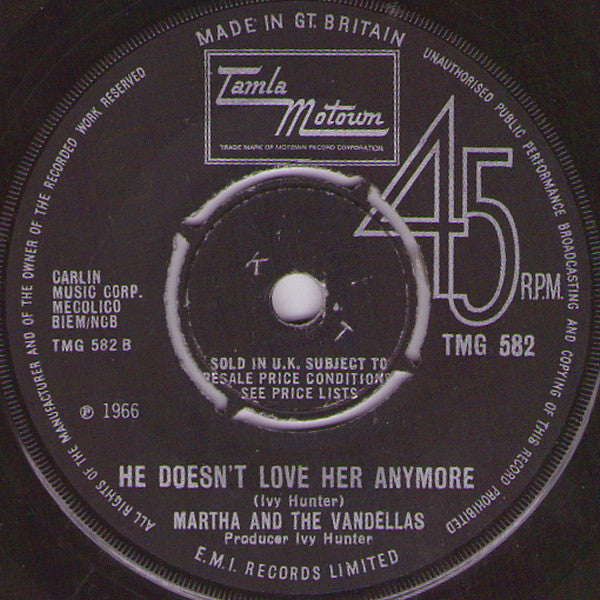 MADE IN GT. BRITAIN
Tamla
Motown
TRADE MARK OF MOTOWN RECORD CORPORATION
45
R.P.M.
UNAUTHORISED PUBLIC PERFORMANCE BROADCASTING AND COPYING OF THIS RECORD PROHIBITED
ALL RIGHTS OF THE MANUFACTURER AND OF THE OWNER OF THE RECORDED WORK RESERVED
CARLIN
MUSIC CORP.
MECOLICO
BIEM/NCB
TMG 582 B
TMG 582
K
T
SOLD IN U.K. SUBJECT TO
RESALE PRICE CONDITIONS
SEE PRICE LISTS
℗ 1966
HE DOESN'T LOVE HER ANYMORE
(Ivy Hunter)
MARTHA AND THE VANDELLAS
Producer Ivy Hunter
E.M.I. RECORDS LIMITED